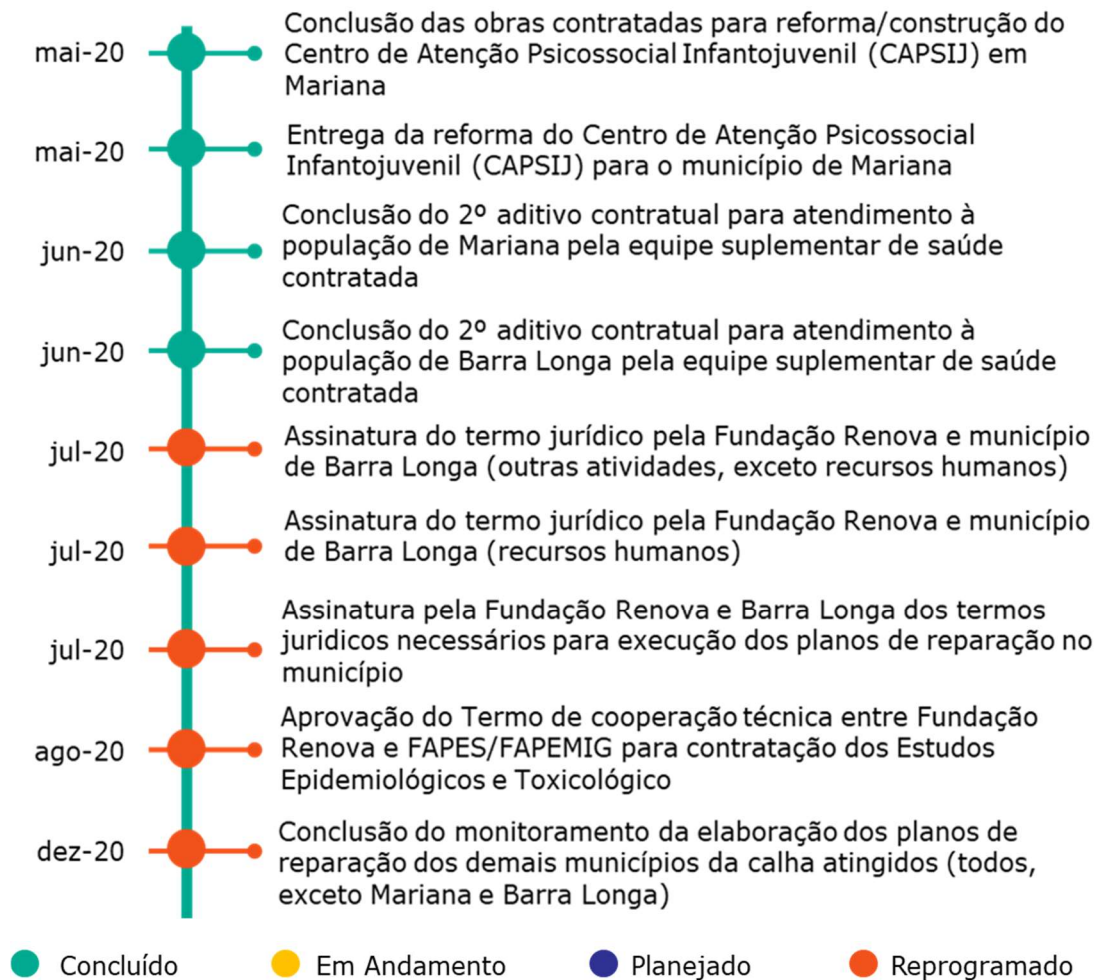 mai-20
Conclusão das obras contratadas para reforma/construção do
Centro de Atenção Psicossocial Infantojuvenil (CAPSIJ) em
Mariana
mai-20
Entrega da reforma do Centro de Atenção Psicossocial
Infantojuvenil (CAPSIJ) para o município de Mariana
jun-20
Conclusão do 2º aditivo contratual para atendimento à
população de Mariana pela equipe suplementar de saúde
contratada
jun-20
Conclusão do 2º aditivo contratual para atendimento à
população de Barra Longa pela equipe suplementar de saúde
contratada
jul-20
Assinatura do termo jurídico pela Fundação Renova e município
de Barra Longa (outras atividades, exceto recursos humanos)
jul-20
Assinatura do termo jurídico pela Fundação Renova e município
de Barra Longa (recursos humanos)
jul-20
Assinatura pela Fundação Renova e Barra Longa dos termos
juridicos necessários para execução dos planos de reparação no
município
ago-20
Aprovação do Termo de cooperação técnica entre Fundação
Renova e FAPES/FAPEMIG para contratação dos Estudos
Epidemiológicos e Toxicológico
dez-20
Conclusão do monitoramento da elaboração dos planos de
reparação dos demais municípios da calha atingidos (todos,
exceto Mariana e Barra Longa)
Concluído
Em Andamento
Planejado
Reprogramado